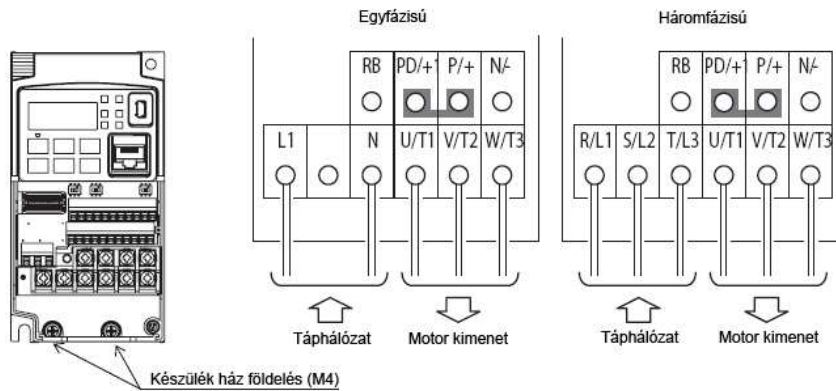 Egyfázisú
RB PD/+1 P/+ N/-
L1 N U/T1 V/T2 W/T3
Táphálózat Motor kimenet
Háromfázisú
RB PD/+1 P/+ N/-
R/L1 S/L2 T/L3 U/T1 V/T2 W/T3
Táphálózat Motor kimenet
Készülék ház földelés (M4)